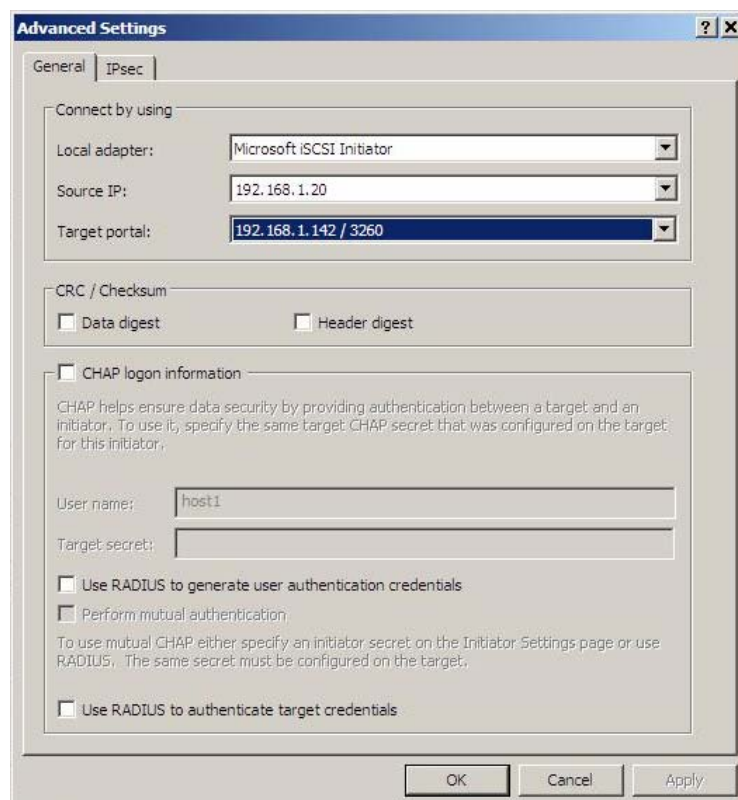 Advanced Settings
General
IPsec
Connect by using
Local adapter:
Microsoft iSCSI Initiator
Source IP:
192.168.1.20
Target portal:
192.168.1.142 / 3260
CRC / Checksum
Data digest
Header digest
CHAP logon information
CHAP helps ensure data security by providing authentication between a target and an
initiator. To use it, specify the same target CHAP secret that was configured on the target
for this initiator.
User name:
host1
Target secret:
Use RADIUS to generate user authentication credentials
Perform mutual authentication
To use mutual CHAP either specify an initiator secret on the Initiator Settings page or use
RADIUS. The same secret must be configured on the target.
Use RADIUS to authenticate target credentials
OK
Cancel
Apply